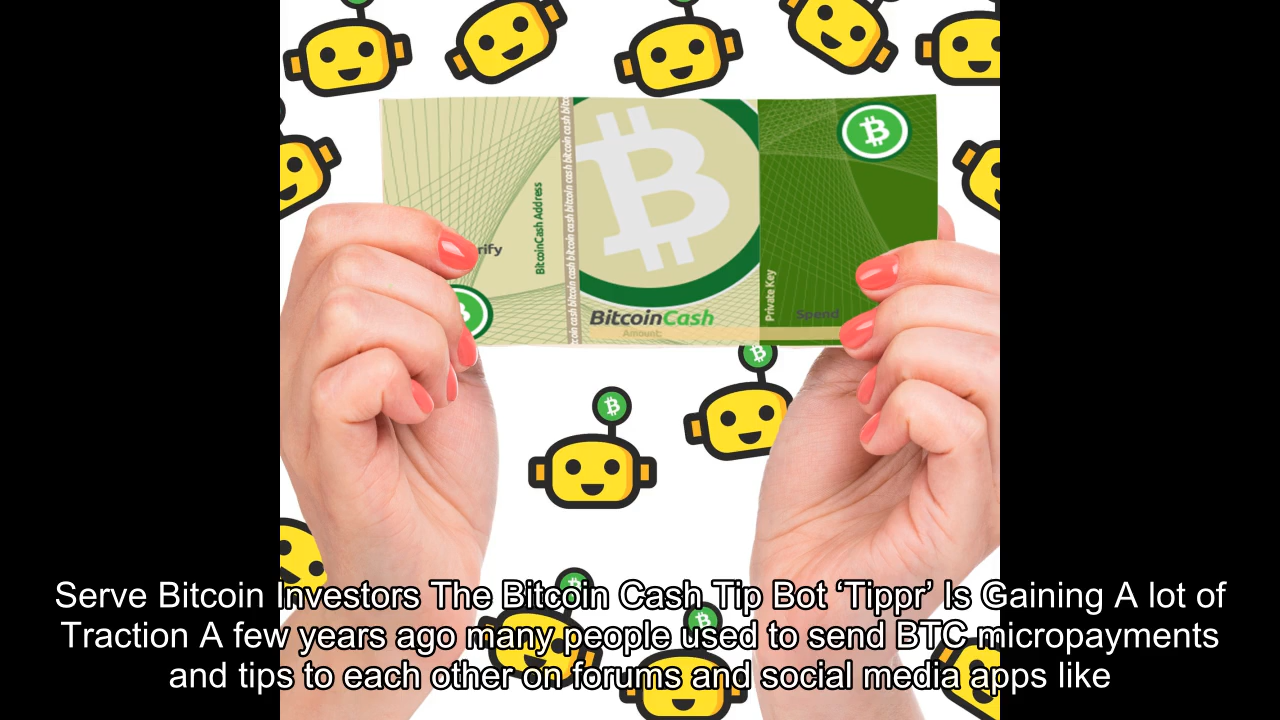 rify
BitcoinCash Address
bitcoin cash bitcoin cash bitcoin cash bitcoin cash
BitcoinCash
Amount:
Private Key
Spend
Serve Bitcoin Investors The Bitcoin Cash Tip Bot ‘Tippr’ Is Gaining A lot of
Traction A few years ago many people used to send BTC micropayments
and tips to each other on forums and social media apps like